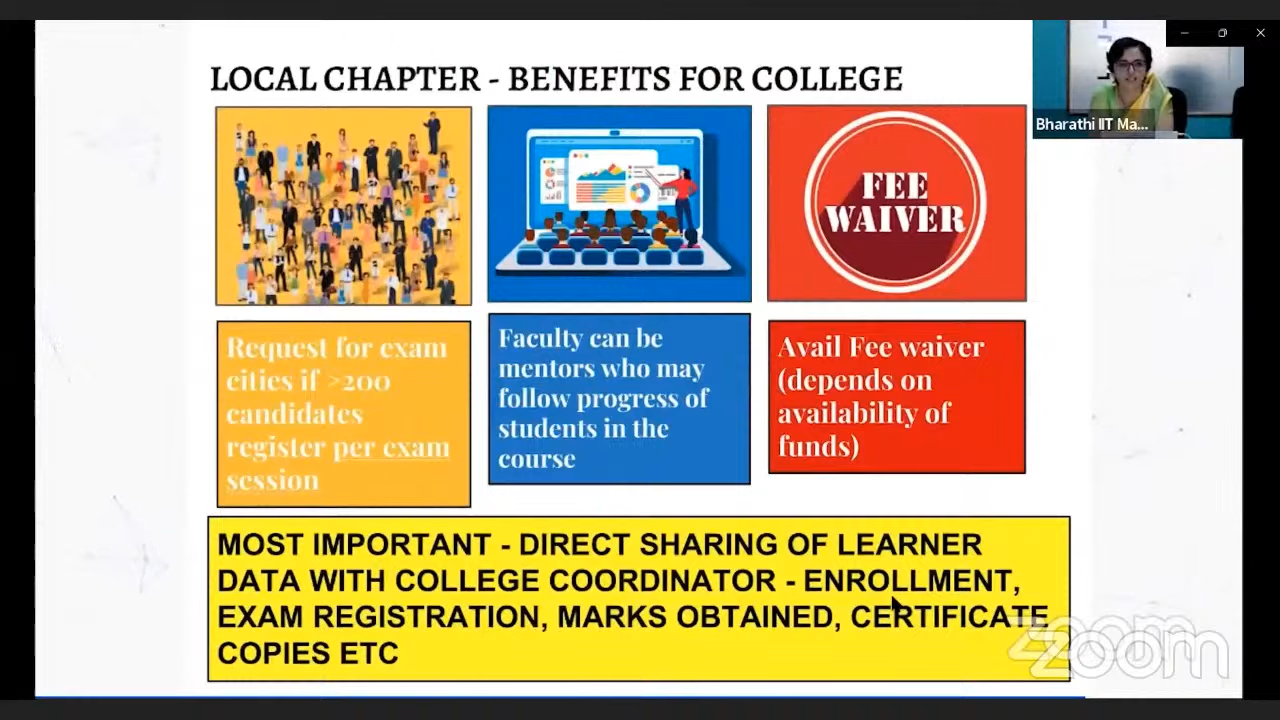 LOCAL CHAPTER - BENEFITS FOR COLLEGE
Bharathi IIT Ma...
FEE
WAIVER
Request for exam
cities if >200
candidates
register per exam
session
Faculty can be
mentors who may
follow progress of
students in the
course
Avail Fee waiver
(depends on
availability of
funds)
MOST IMPORTANT - DIRECT SHARING OF LEARNER
DATA WITH COLLEGE COORDINATOR - ENROLLMENT,
EXAM REGISTRATION, MARKS OBTAINED, CERTIFICATE
COPIES ETC
zoom